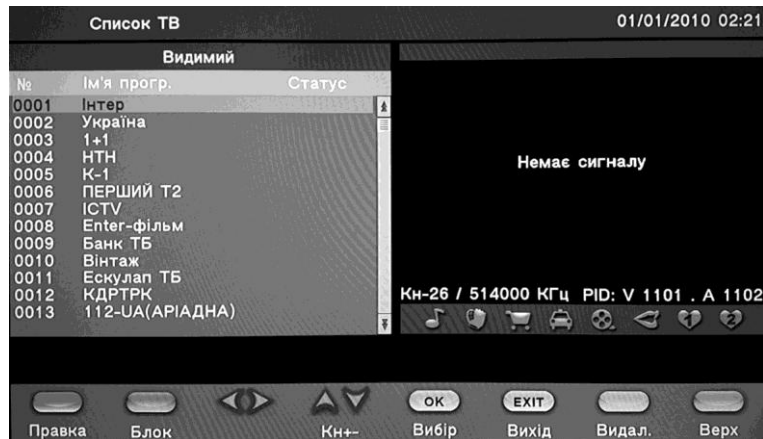 Список ТВ
01/01/2010 02:21
Видимий
№ Ім'я прогр. Статус
0001 Інтер
0002 Україна
0003 1+1
0004 НТН
0005 К-1
0006 ПЕРШИЙ Т2
0007 ICTV
0008 Enter-фільм
0009 Банк ТБ
0010 Вінтаж
0011 Ескулап ТБ
0012 КДРТРК
0013 112-UA(АРІАДНА)
Немає сигналу
Кн-26 / 514000 КГц PID: V 1101 . A 1102
1 2
OK EXIT
Правка Блок Кн+- Вибір Вихід Видал. Верх